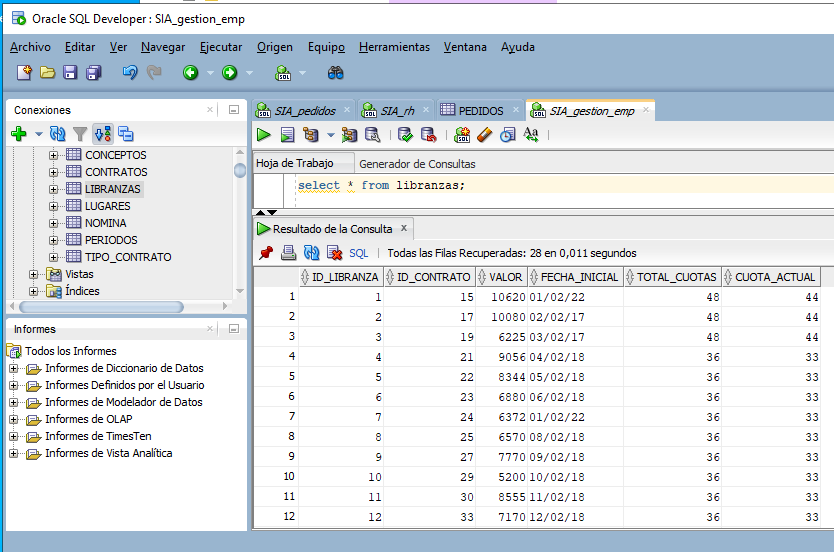 Oracle SQL Developer : SIA_gestion_emp
Archivo Editar Ver Navegar Ejecutar Origen Equipo Herramientas Ventana Ayuda
SQL
Conexiones
CONCEPTOS
CONTRATOS
LIBRANZAS
LUGARES
NOMINA
PERIODOS
TIPO_CONTRATO
Vistas
Índices
Informes
Todos los Informes
Informes de Diccionario de Datos
Informes Definidos por el Usuario
Informes de Modelador de Datos
Informes de OLAP
Informes de TimesTen
Informes de Vista Analítica
SIA_pedidos SIA_rh PEDIDOS SIA_gestion_emp
Aa
Hoja de Trabajo Generador de Consultas
select * from libranzas;
Resultado de la Consulta x
SQL Todas las Filas Recuperadas: 28 en 0,011 segundos
ID_LIBRANZA ID_CONTRATO VALOR FECHA_INICIAL TOTAL_CUOTAS CUOTA_ACTUAL
1 1 15 10620 01/02/22 48 44
2 2 17 10080 02/02/17 48 44
3 3 19 6225 03/02/17 48 44
4 4 21 9056 04/02/18 36 33
5 5 22 8344 05/02/18 36 33
6 6 23 6880 06/02/18 36 33
7 7 24 6372 01/02/22 36 33
8 8 25 6570 08/02/18 36 33
9 9 27 7770 09/02/18 36 33
10 10 29 5200 10/02/18 36 33
11 11 30 8555 11/02/18 36 33
12 12 33 7170 12/02/18 36 33